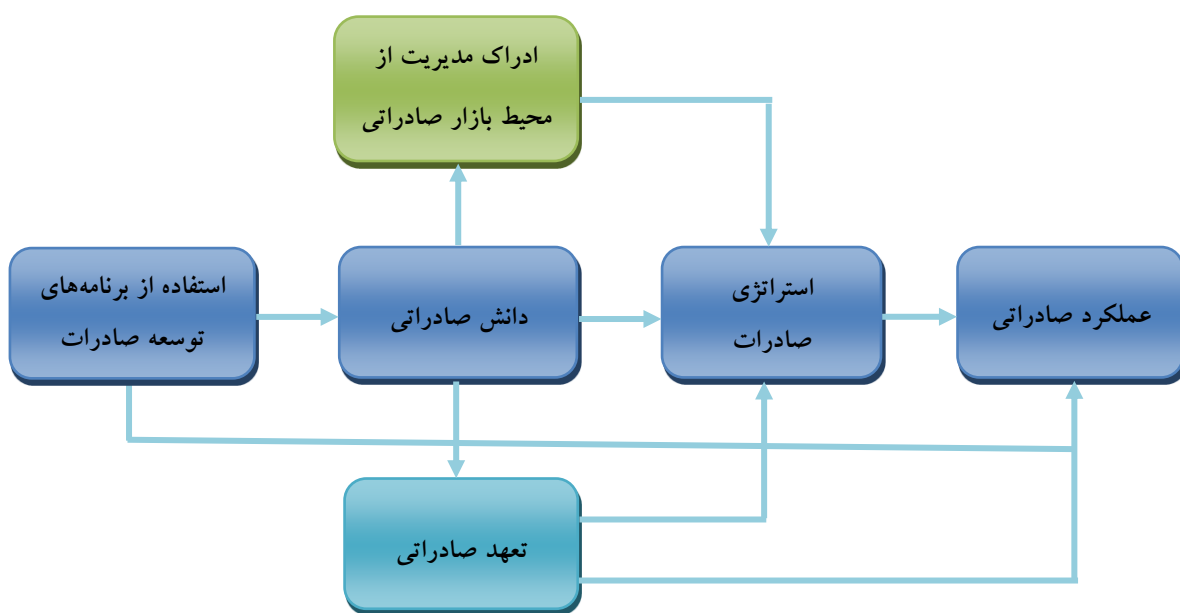 ادراک مدیریت از
محیط بازار صادراتی
استفاده از برنامه‌های
توسعه صادرات
دانش صادراتی
استراتژی
صادرات
عملکرد صادراتی
تعهد صادراتی